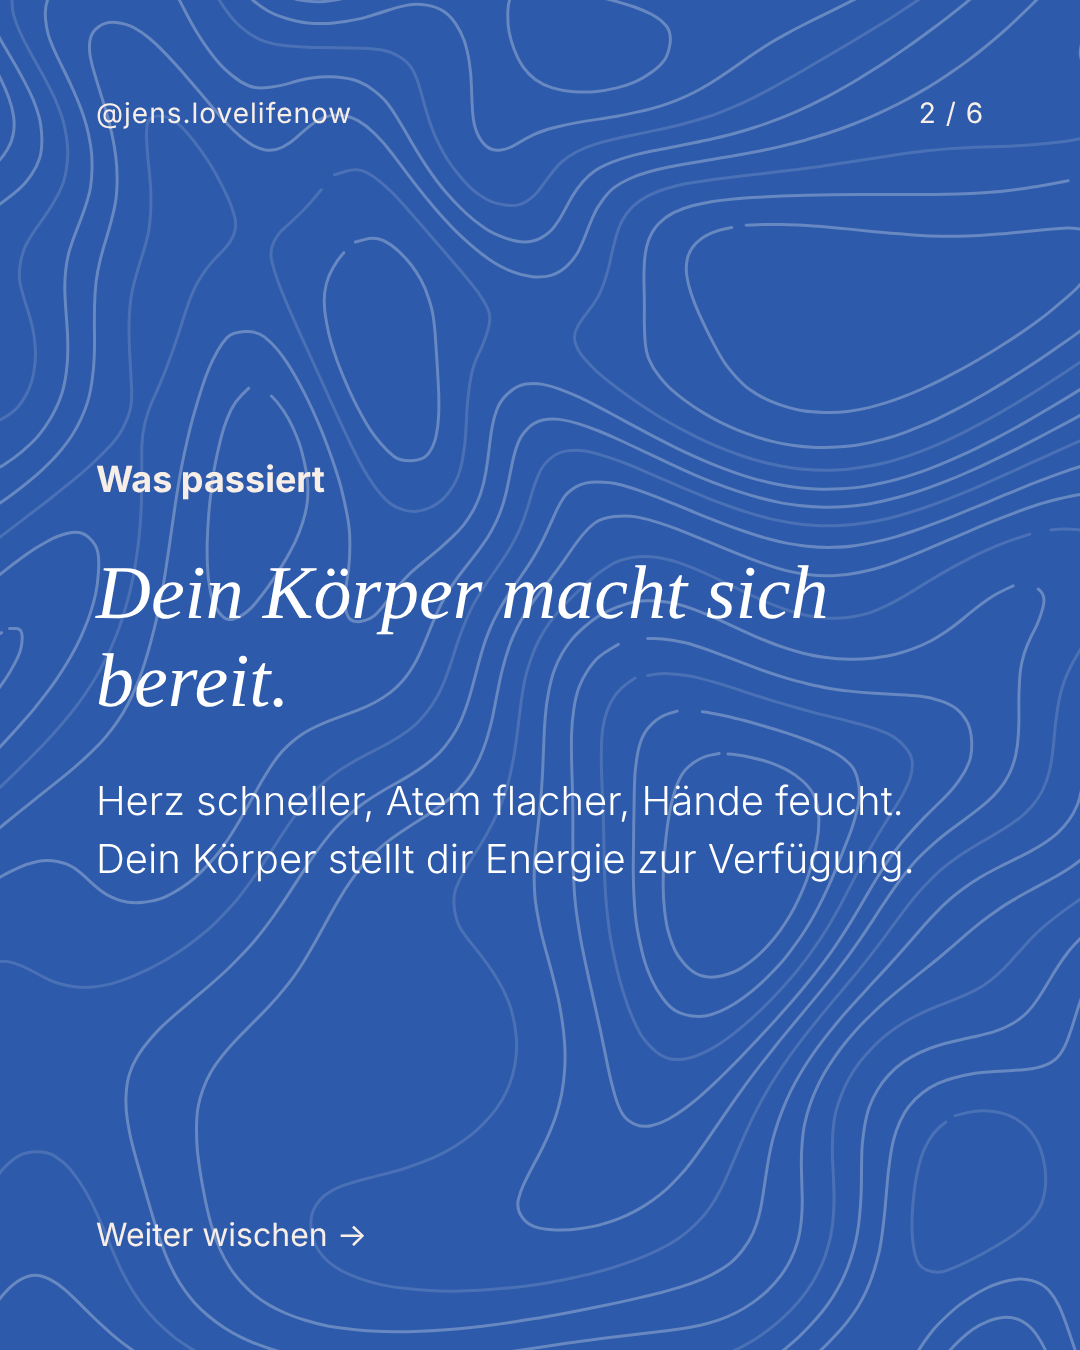 @jens.lovelifenow
2 / 6
Was passiert
Dein Körper macht sich
bereit.
Herz schneller, Atem flacher, Hände feucht.
Dein Körper stellt dir Energie zur Verfügung.
Weiter wischen →